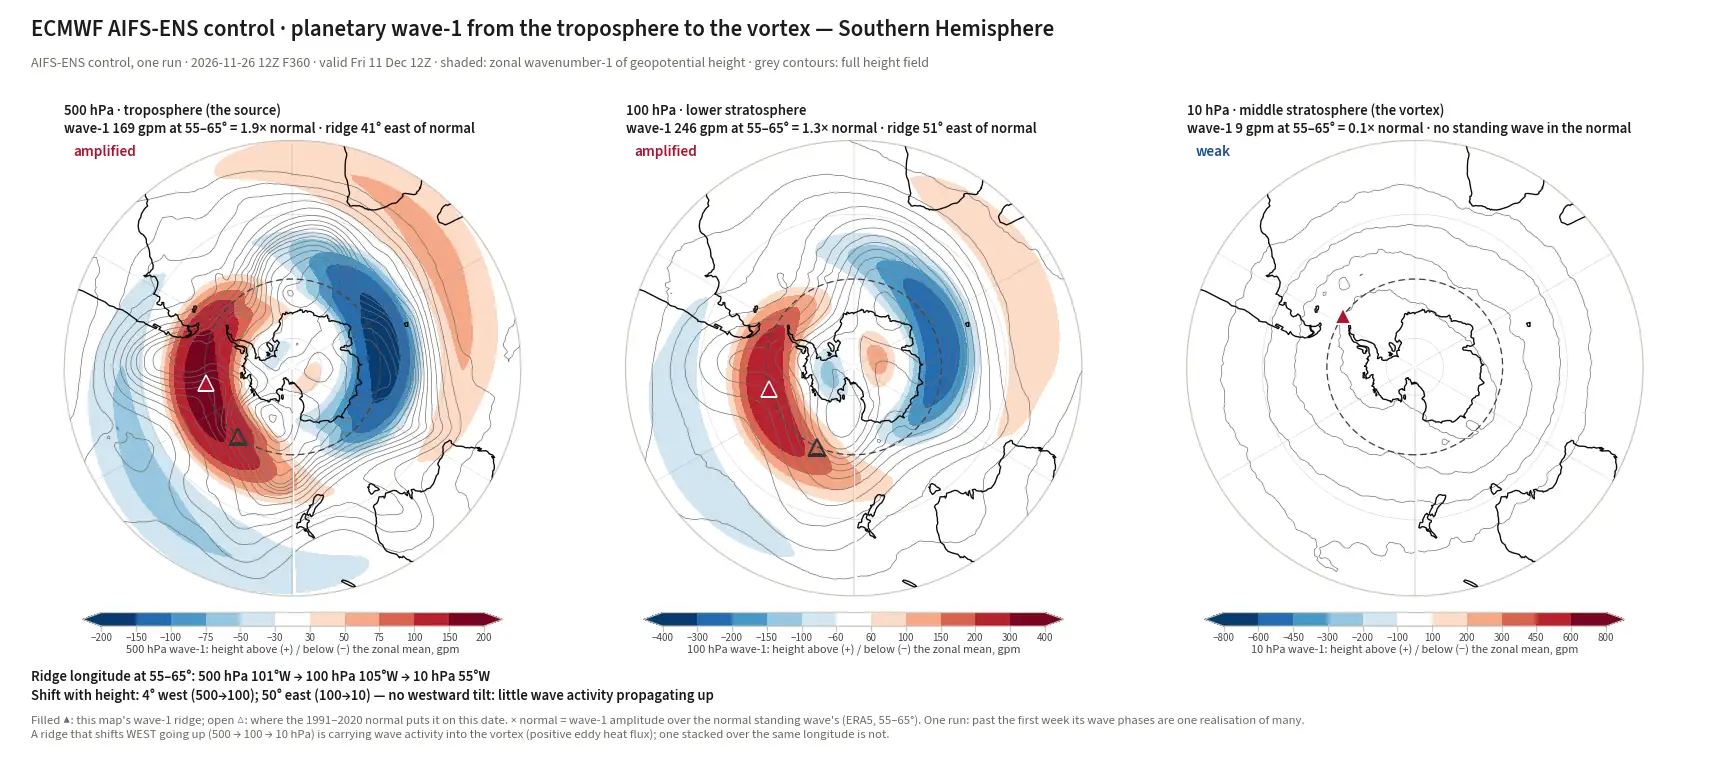 ECMWF AIFS-ENS control · planetary wave-1 from the troposphere to the vortex — Southern Hemisphere
AIFS-ENS control, one run · 2026-11-26 12Z F360 · valid Fri 11 Dec 12Z · shaded: zonal wavenumber-1 of geopotential height · grey contours: full height field
500 hPa · troposphere (the source)
wave-1 169 gpm at 55–65° = 1.9× normal · ridge 41° east of normal
amplified
100 hPa · lower stratosphere
wave-1 246 gpm at 55–65° = 1.3× normal · ridge 51° east of normal
amplified
10 hPa · middle stratosphere (the vortex)
wave-1 9 gpm at 55–65° = 0.1× normal · no standing wave in the normal
weak
−200 −150 −100 −75 −50 −30 30 50 75 100 150 200
500 hPa wave-1: height above (+) / below (−) the zonal mean, gpm
−400 −300 −200 −150 −100 −60 60 100 150 200 300 400
100 hPa wave-1: height above (+) / below (−) the zonal mean, gpm
−800 −600 −450 −300 −200 −100 100 200 300 450 600 800
10 hPa wave-1: height above (+) / below (−) the zonal mean, gpm
Ridge longitude at 55–65°: 500 hPa 101°W → 100 hPa 105°W → 10 hPa 55°W
Shift with height: 4° west (500→100); 50° east (100→10) — no westward tilt: little wave activity propagating up
Filled ▲: this map's wave-1 ridge; open △: where the 1991–2020 normal puts it on this date. × normal = wave-1 amplitude over the normal standing wave's (ERA5, 55–65°). One run: past the first week its wave phases are one realisation of many.
A ridge that shifts WEST going up (500 → 100 → 10 hPa) is carrying wave activity into the vortex (positive eddy heat flux); one stacked over the same longitude is not.